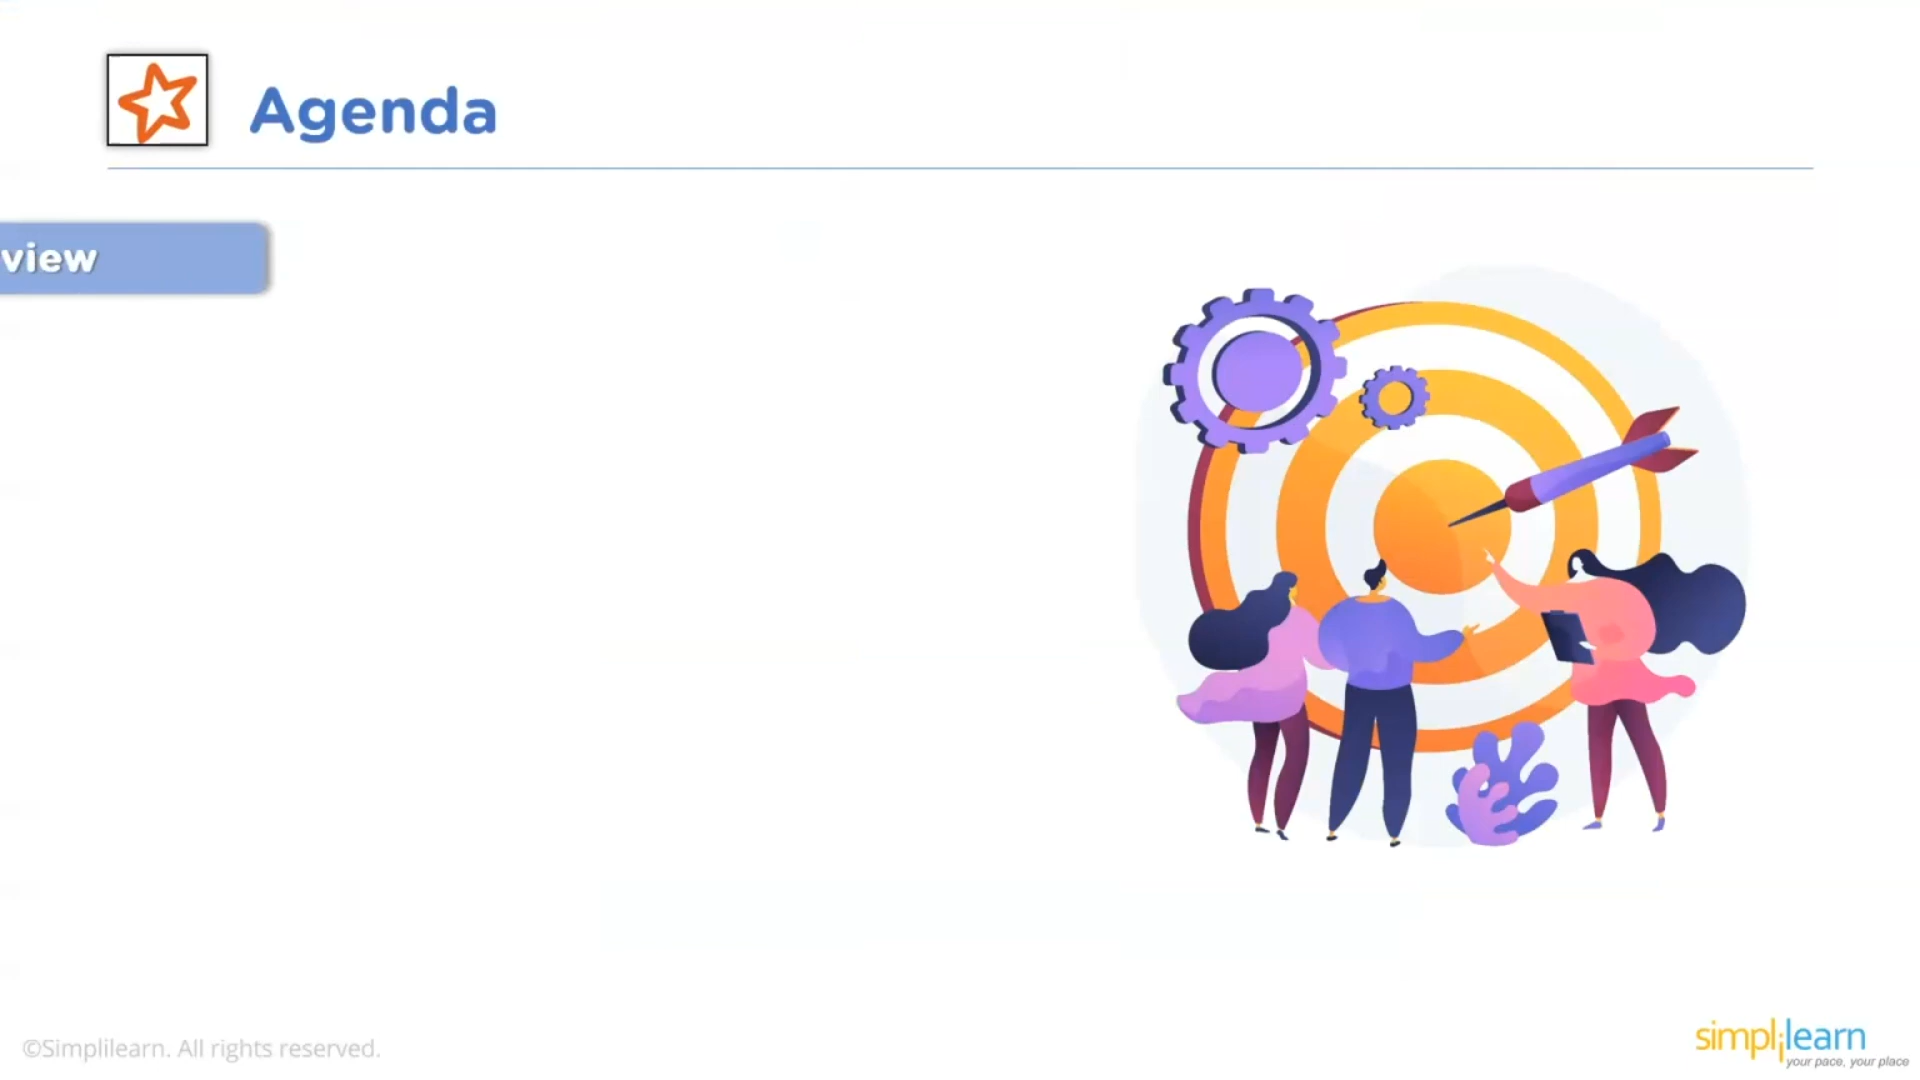 Agenda
view
©Simplilearn. All rights reserved.
simplilearn
your pace, your place